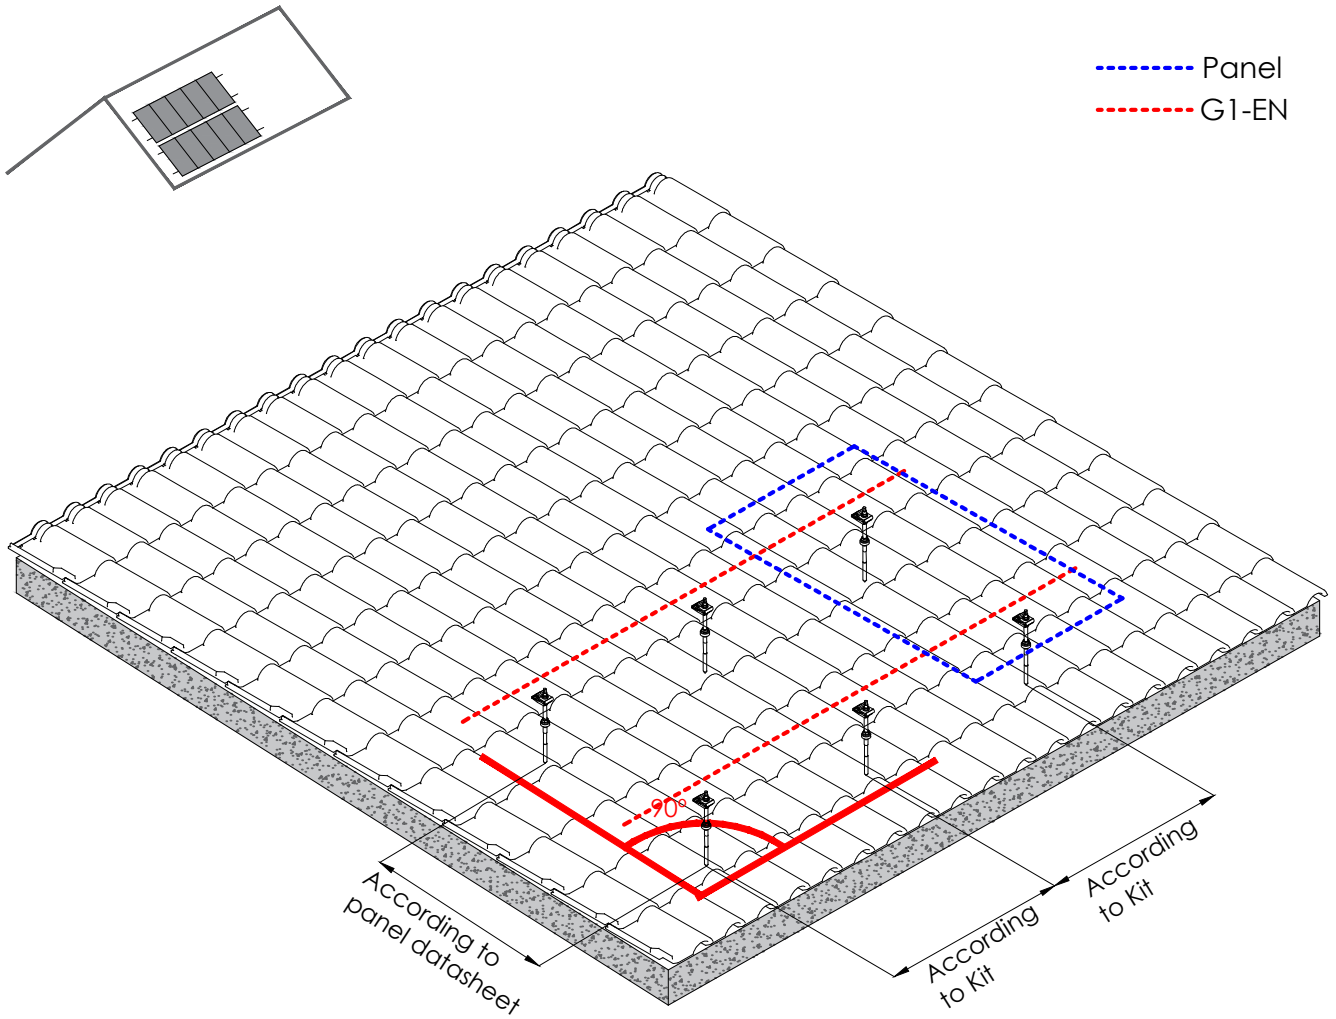 Panel
G1-EN
90°
According to
panel datasheet
According
to Kit
According
to Kit